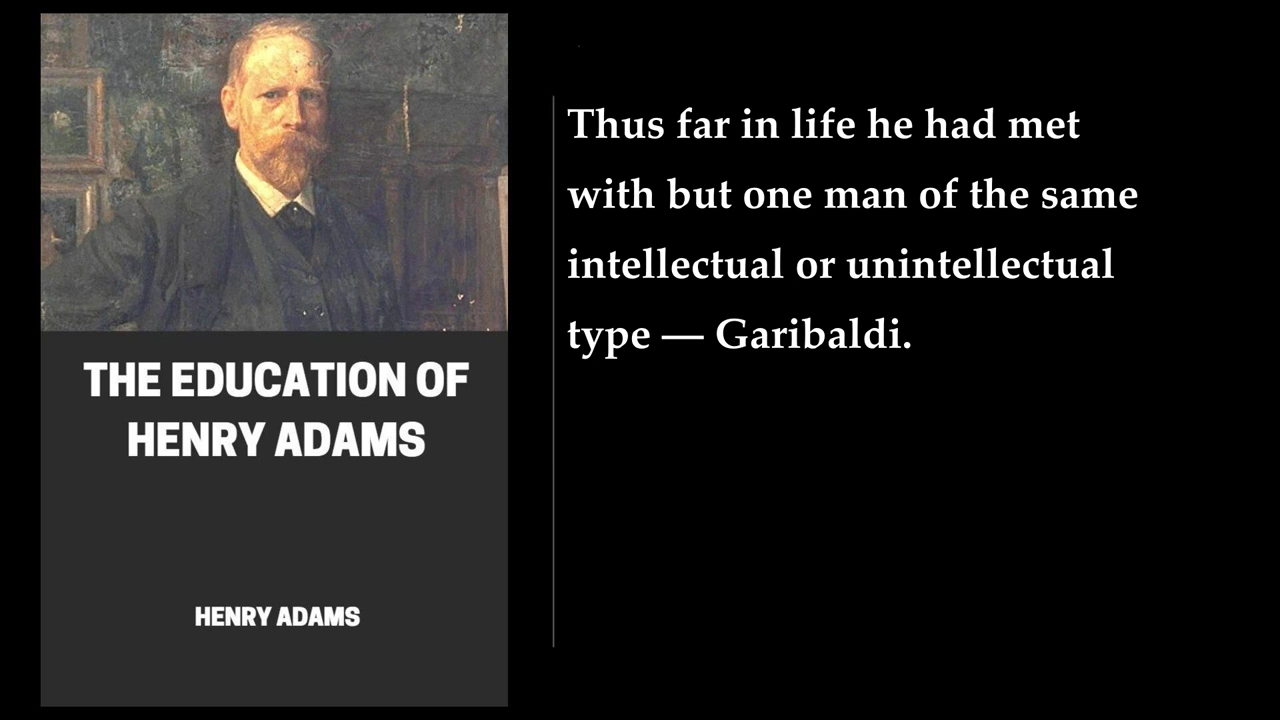 THE EDUCATION OF
HENRY ADAMS
HENRY ADAMS
Thus far in life he had met
with but one man of the same
intellectual or unintellectual
type — Garibaldi.